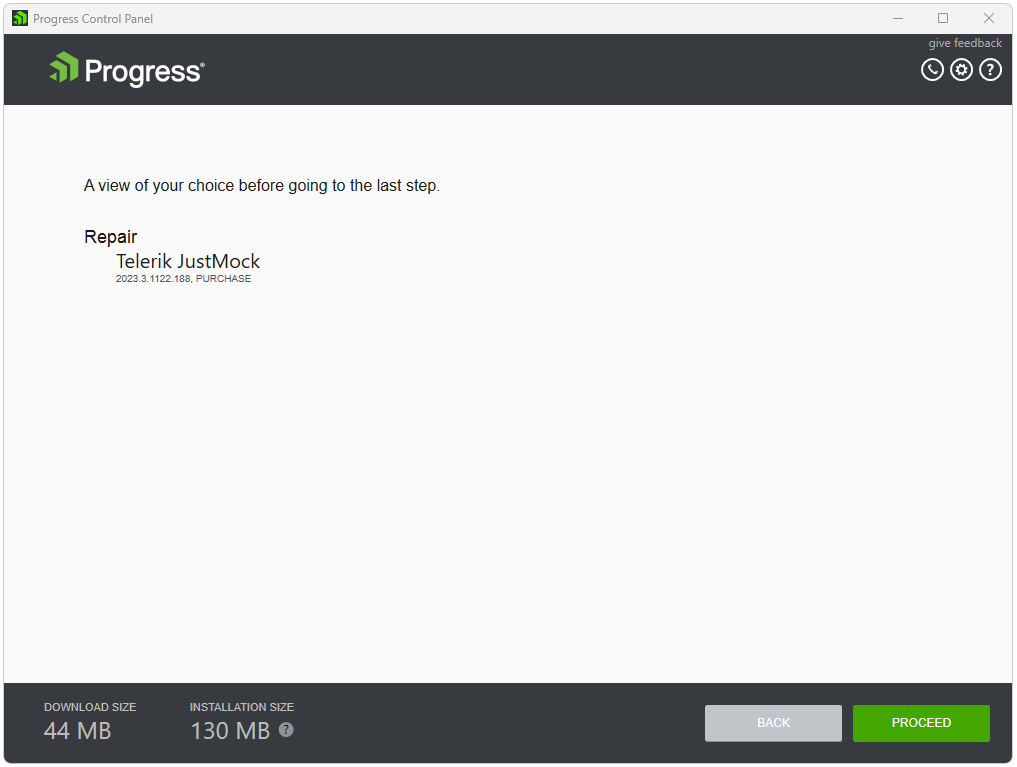 Progress Control Panel
give feedback
Progress®
?
A view of your choice before going to the last step.
Repair
Telerik JustMock
2023.3.1122.188, PURCHASE
DOWNLOAD SIZE
44 MB
INSTALLATION SIZE
130 MB ?
BACK
PROCEED